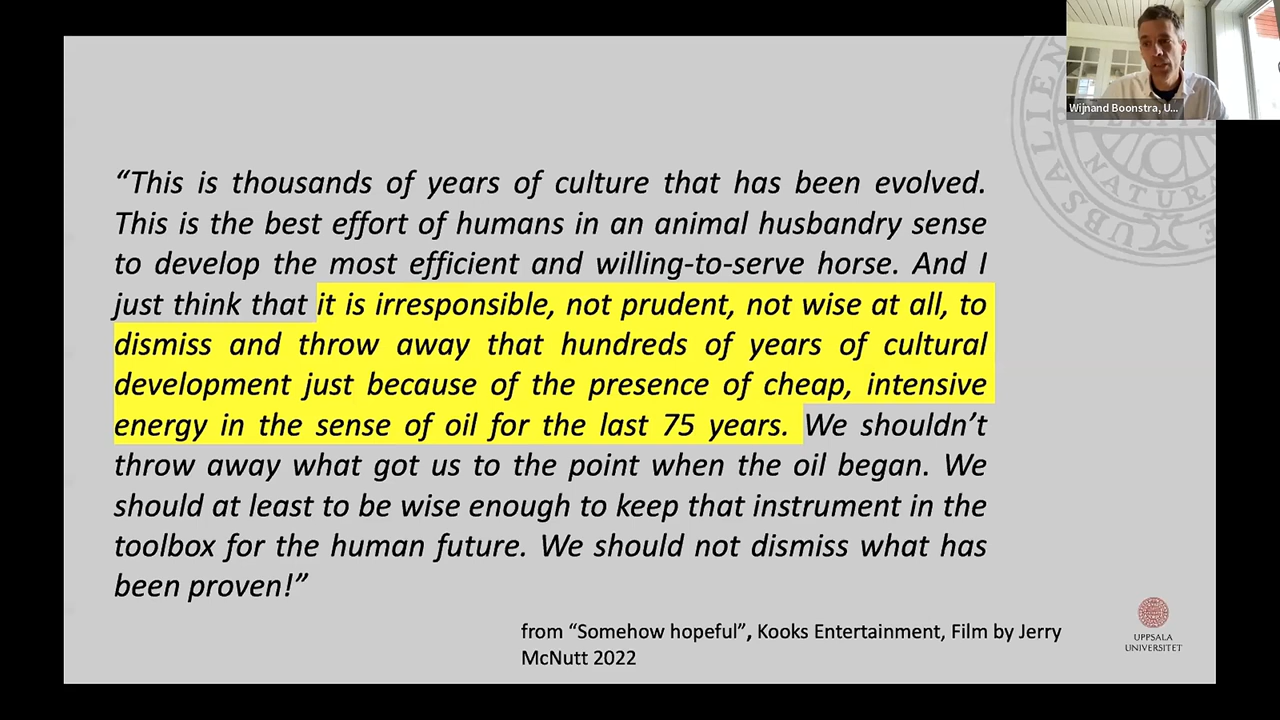 Wijnand Boonstra, U...
“This is thousands of years of culture that has been evolved.
This is the best effort of humans in an animal husbandry sense
to develop the most efficient and willing-to-serve horse. And I
just think that it is irresponsible, not prudent, not wise at all, to
dismiss and throw away that hundreds of years of cultural
development just because of the presence of cheap, intensive
energy in the sense of oil for the last 75 years. We shouldn’t
throw away what got us to the point when the oil began. We
should at least to be wise enough to keep that instrument in the
toolbox for the human future. We should not dismiss what has
been proven!”
from “Somehow hopeful”, Kooks Entertainment, Film by Jerry
McNutt 2022
UPPSALA
UNIVERSITET